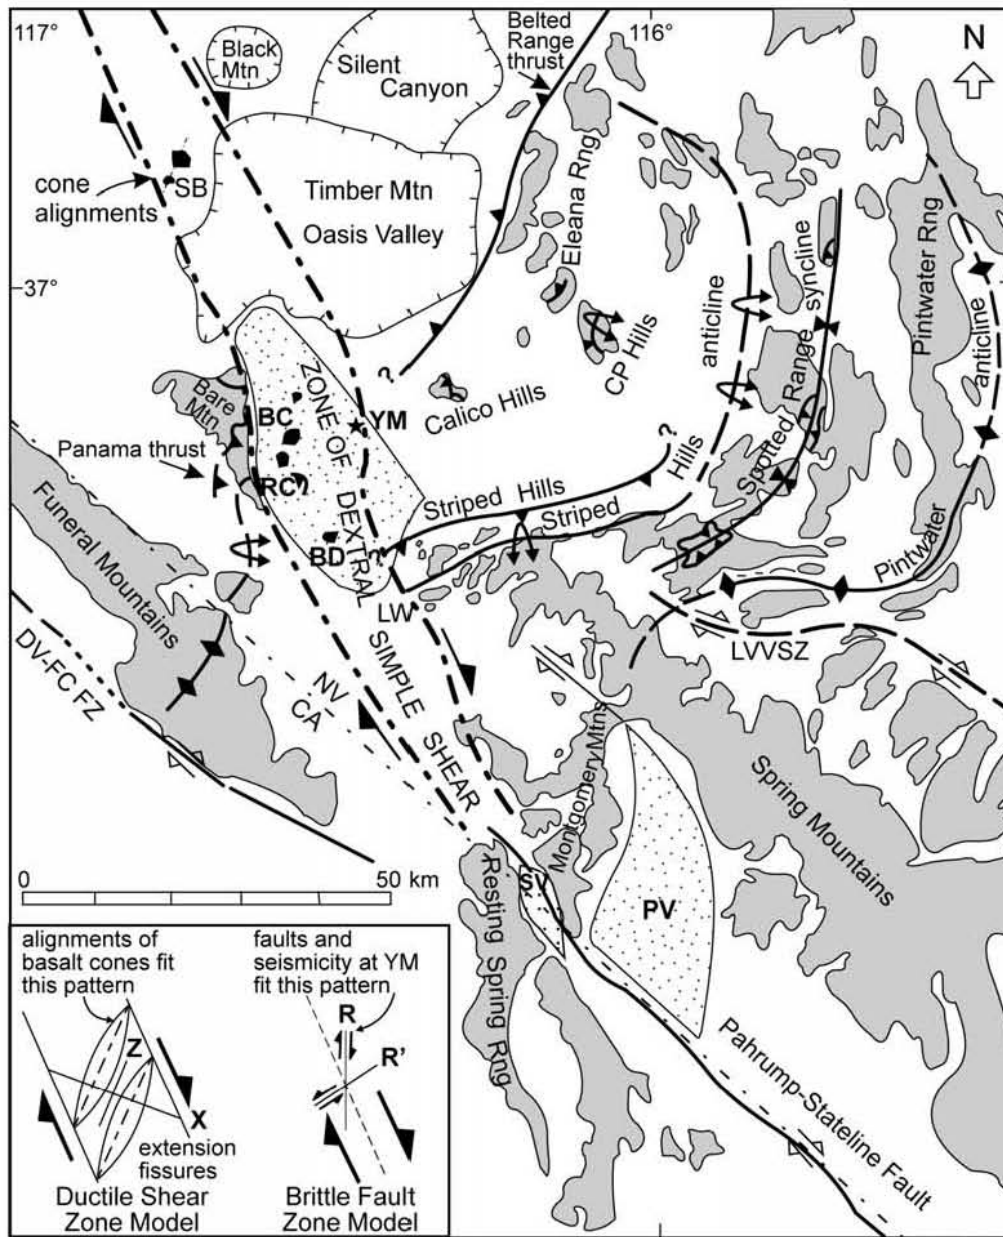 117°
116°
N
Belted
Range
thrust
Black
Mtn
Silent
Canyon
cone
alignments
SB
Timber Mtn
Oasis Valley
Eleana Rng
Pintwater Rng
37°
anticline
Spotted Range syncline
anticline
CP Hills
?
Calico Hills
Bare
Mtn
BC
YM
ZONE OF DEXTRAL
Panama thrust
RC
?
Striped Hills
Striped Hills
BD
?
LW
Pintwater
Funeral Mountains
LVVSZ
DV-FC FZ
NV
CA
SIMPLE SHEAR
Montgomery Mtns
Spring Mountains
0 50 km
SV
PV
Resting Spring Rng
Pahrump-Stateline Fault
alignments of
basalt cones fit
this pattern
Z
X
extension
fissures
Ductile Shear
Zone Model
faults and
seismicity at YM
fit this pattern
R
R'
Brittle Fault
Zone Model